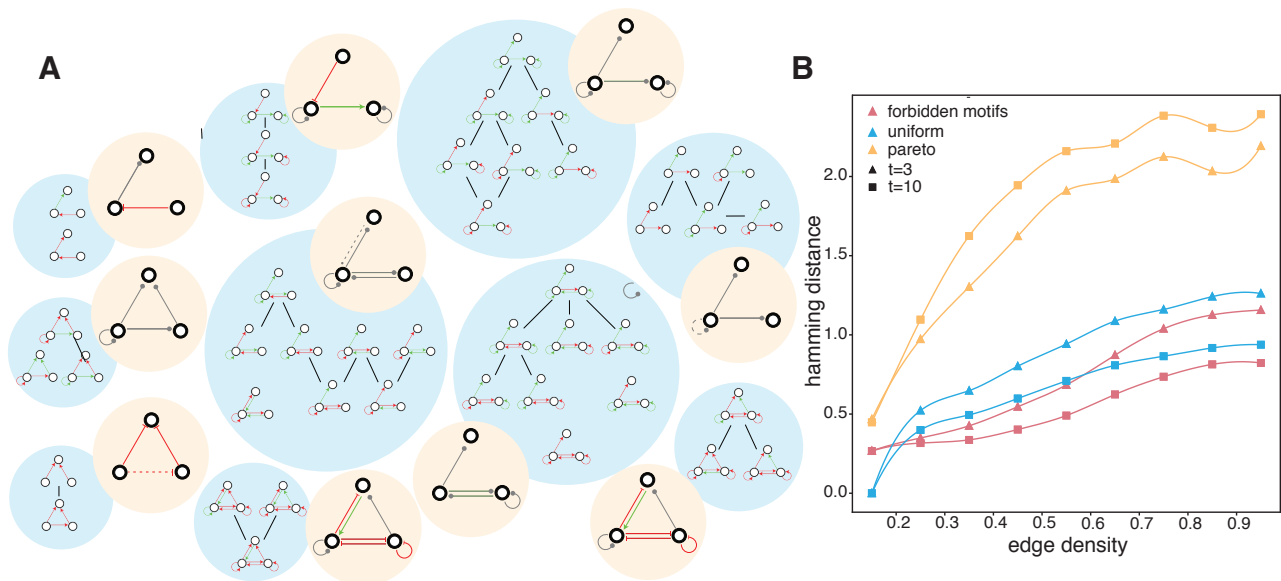 A
B
forbidden motifs
uniform
pareto
t=3
t=10
hamming distance
2.0
1.5
1.0
0.5
0.0
0.2 0.3 0.4 0.5 0.6 0.7 0.8 0.9
edge density